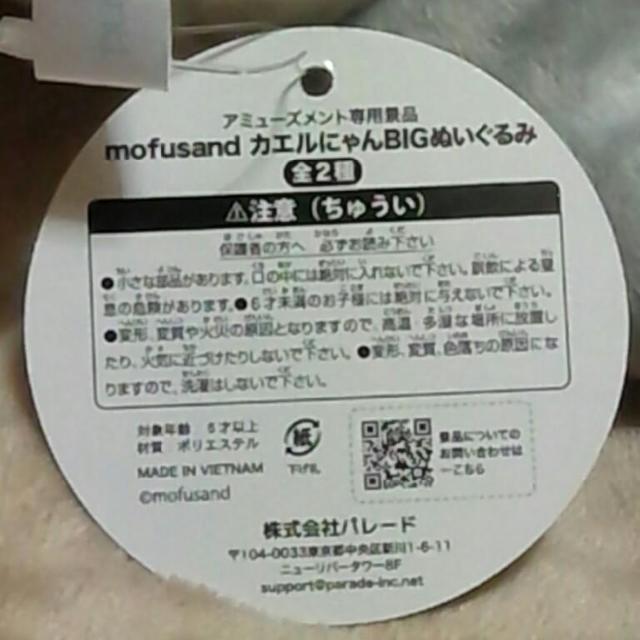 アミューズメント専用景品
mofusand カエルにゃんBIGぬいぐるみ
全2種
⚠注意(ちゅうい)
保護者の方へ 必ずお読み下さい
●小さな部品があります。口の中には絶対に入れないで下さい。誤飲による窒
息の危険があります。●6才未満のお子様には絶対に与えないで下さい。
●変形、変質や火災の原因となりますので、高温・多湿な場所に放置し
たり、火気に近づけたりしないで下さい。●変形、変質、色落ちの原因にな
りますので、洗濯はしないで下さい。
対象年齢 6才以上
材質 ポリエステル
MADE IN VIETNAM
©mofusand
紙
下げ札
景品についての
お問い合わせは
こちら
株式会社パレード
〒104-0033東京都中央区新川1-6-11
ニューリバータワー8F
support@parade-inc.net